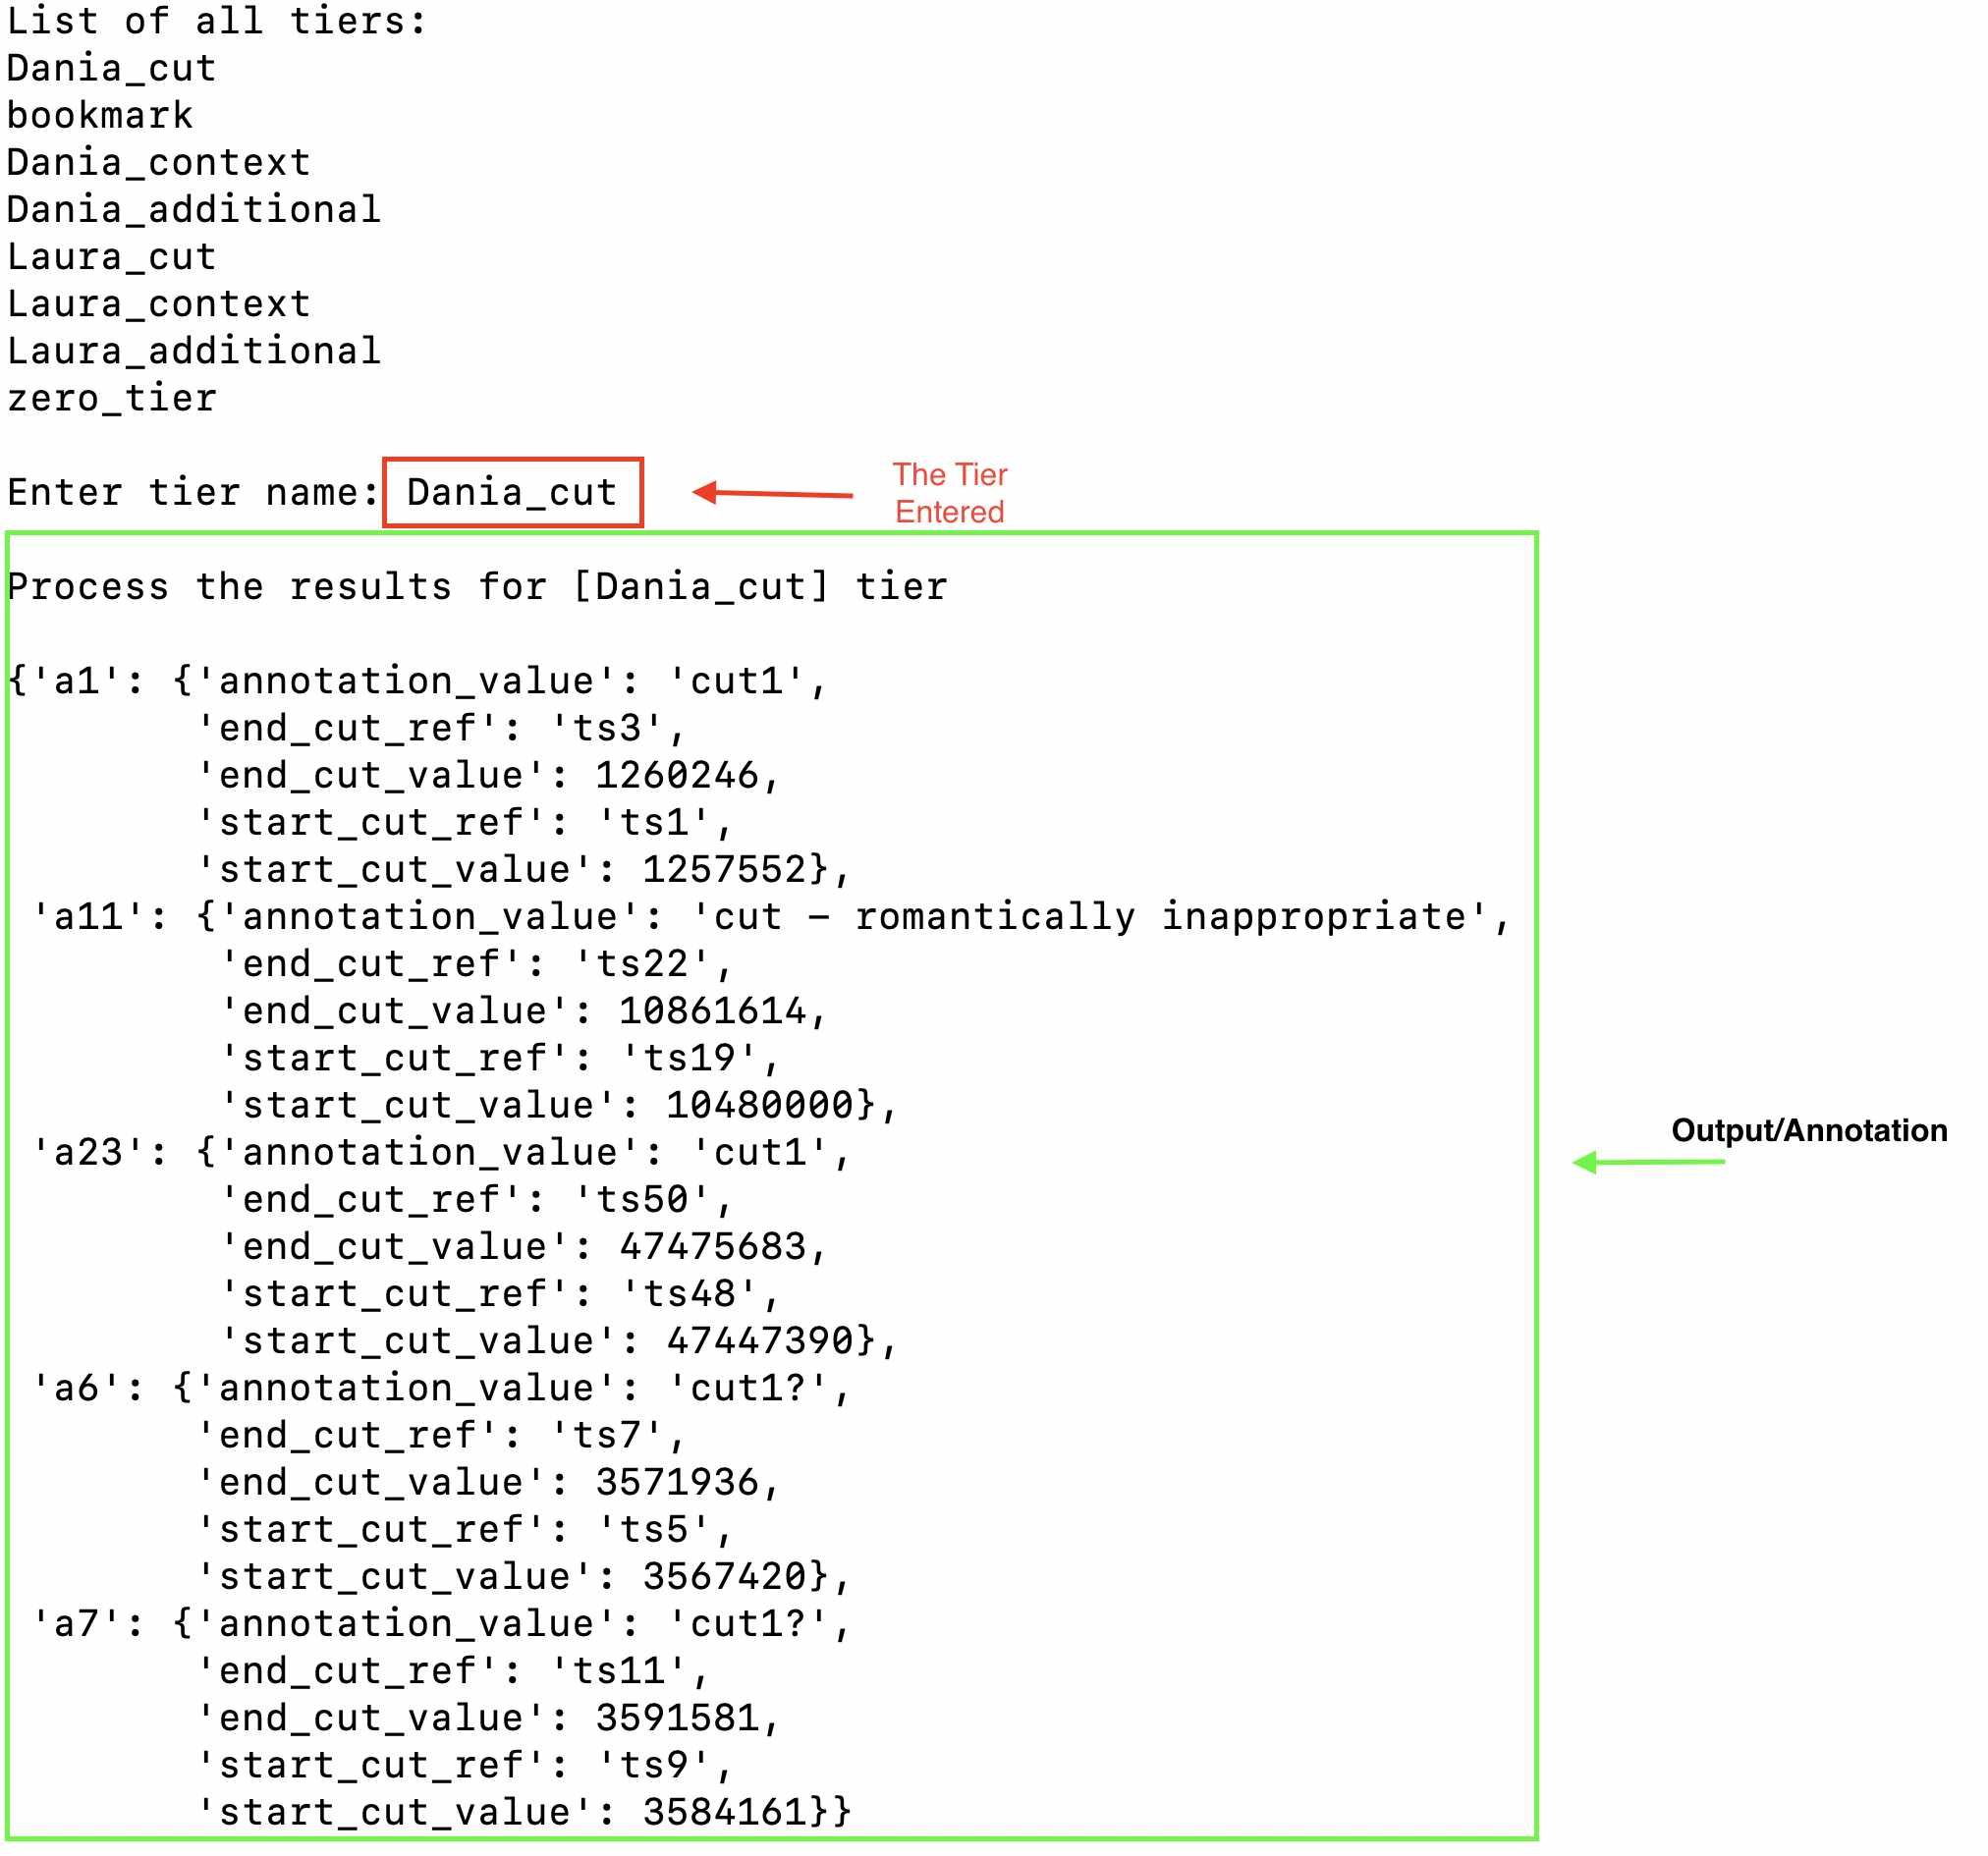 List of all tiers:
Dania_cut
bookmark
Dania_context
Dania_additional
Laura_cut
Laura_context
Laura_additional
zero_tier
Enter tier name: Dania_cut
The Tier
Entered
Process the results for [Dania_cut] tier
{'a1': {'annotation_value': 'cut1',
'end_cut_ref': 'ts3',
'end_cut_value': 1260246,
'start_cut_ref': 'ts1',
'start_cut_value': 1257552},
'a11': {'annotation_value': 'cut – romantically inappropriate',
'end_cut_ref': 'ts22',
'end_cut_value': 10861614,
'start_cut_ref': 'ts19',
'start_cut_value': 10480000},
'a23': {'annotation_value': 'cut1',
'end_cut_ref': 'ts50',
'end_cut_value': 47475683,
'start_cut_ref': 'ts48',
'start_cut_value': 47447390},
'a6': {'annotation_value': 'cut1?',
'end_cut_ref': 'ts7',
'end_cut_value': 3571936,
'start_cut_ref': 'ts5',
'start_cut_value': 3567420},
'a7': {'annotation_value': 'cut1?',
'end_cut_ref': 'ts11',
'end_cut_value': 3591581,
'start_cut_ref': 'ts9',
'start_cut_value': 3584161}}
Output/Annotation